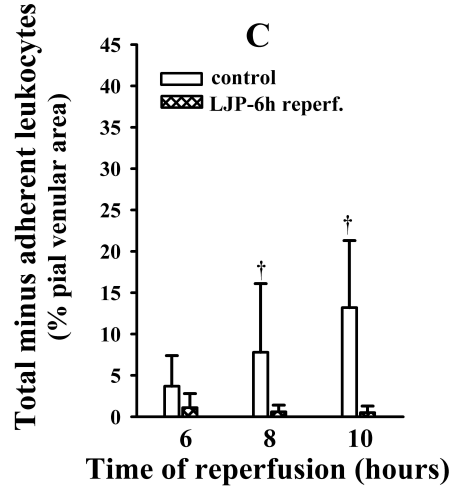 C
Total minus adherent leukocytes
(% pial venular area)
45
40
35
30
25
20
15
10
5
0
control
LJP-6h reperf.
†
†
6 8 10
Time of reperfusion (hours)